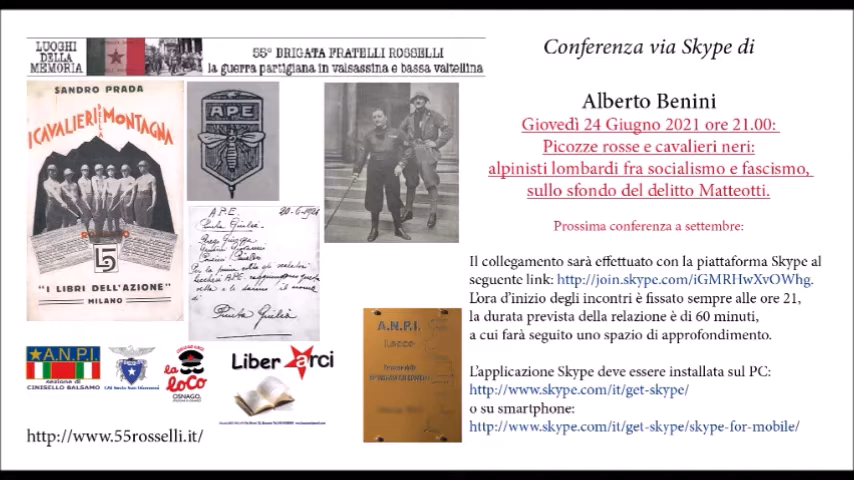 LUOGHI
DELLA
MEMORIA
55ª BRIGATA FRATELLI ROSSELLI
la guerra partigiana in valsassina e bassa valtellina
SANDRO PRADA
I CAVALIERI DELLA MONTAGNA
L5
"I LIBRI DELL'AZIONE"
MILANO
APE
A.P.E.
A.N.P.I.
sezione di
CINISELLO BALSAMO
la LoCo
OSNAGO
Liber Arci
A.N.P.I.
Lecco
http://www.55rosselli.it/
Conferenza via Skype di
Alberto Benini
Giovedì 24 Giugno 2021 ore 21.00:
Picozze rosse e cavalieri neri:
alpinisti lombardi fra socialismo e fascismo,
sullo sfondo del delitto Matteotti.
Prossima conferenza a settembre:
Il collegamento sarà effettuato con la piattaforma Skype al
seguente link: http://join.skype.com/iGMRHwXvOWhg.
L'ora d'inizio degli incontri è fissato sempre alle ore 21,
la durata prevista della relazione è di 60 minuti,
a cui farà seguito uno spazio di approfondimento.
L'applicazione Skype deve essere installata sul PC:
http://www.skype.com/it/get-skype/
o su smartphone:
http://www.skype.com/it/get-skype/skype-for-mobile/